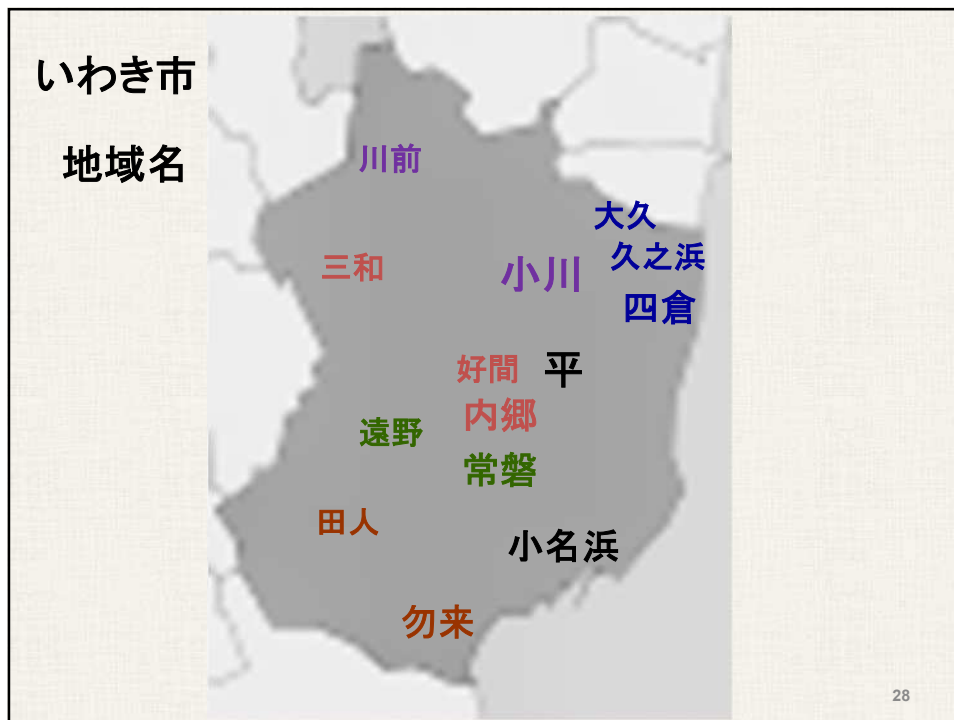 いわき市
地域名
川前
大久
久之浜
三和
小川
四倉
好間
平
内郷
遠野
常磐
田人
小名浜
勿来
28